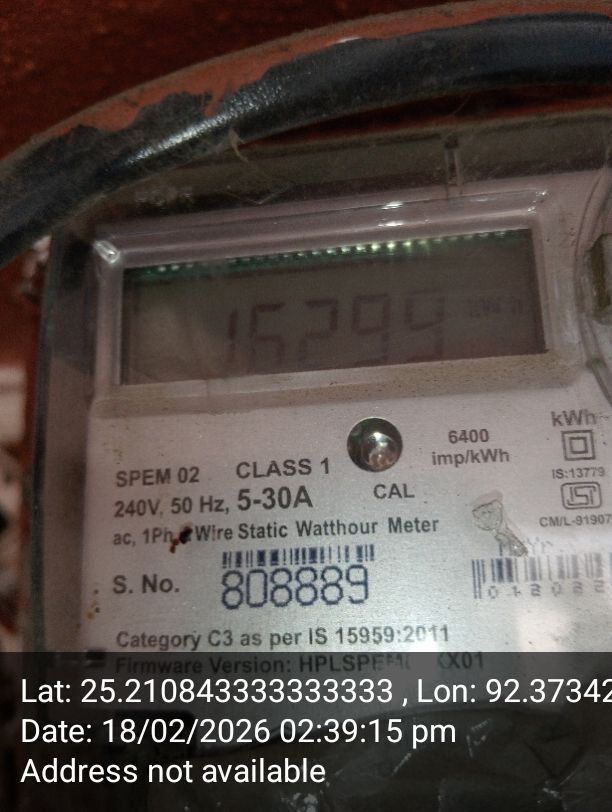 15299 kWh
kWh
6400
imp/kWh
SPEM 02 CLASS 1
IS:13779
240V, 50 Hz, 5-30A
CAL
CM/L-91907
ac, 1Ph, Wire Static Watthour Meter
S. No.
808889
Category C3 as per IS 15959:2011
Firmware Version:
Lat: 25.210843333333333 , Lon: 92.37342
Date: 18/02/2026 02:39:15 pm
Address not available